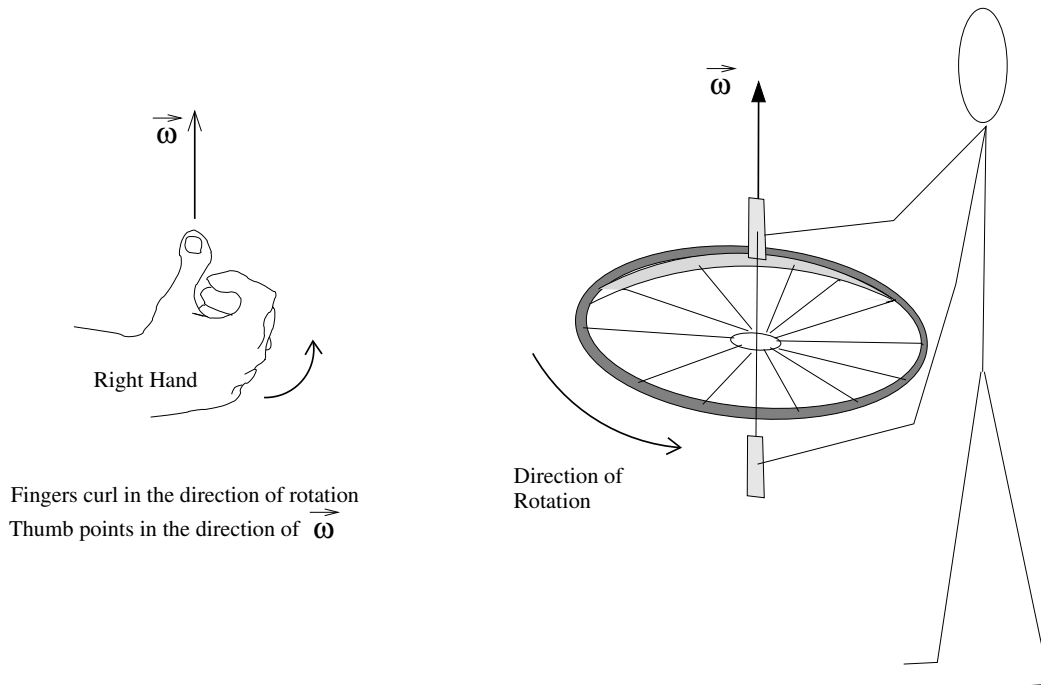 ω
Right Hand
Fingers curl in the direction of rotation
Thumb points in the direction of ω
ω
Direction of
Rotation